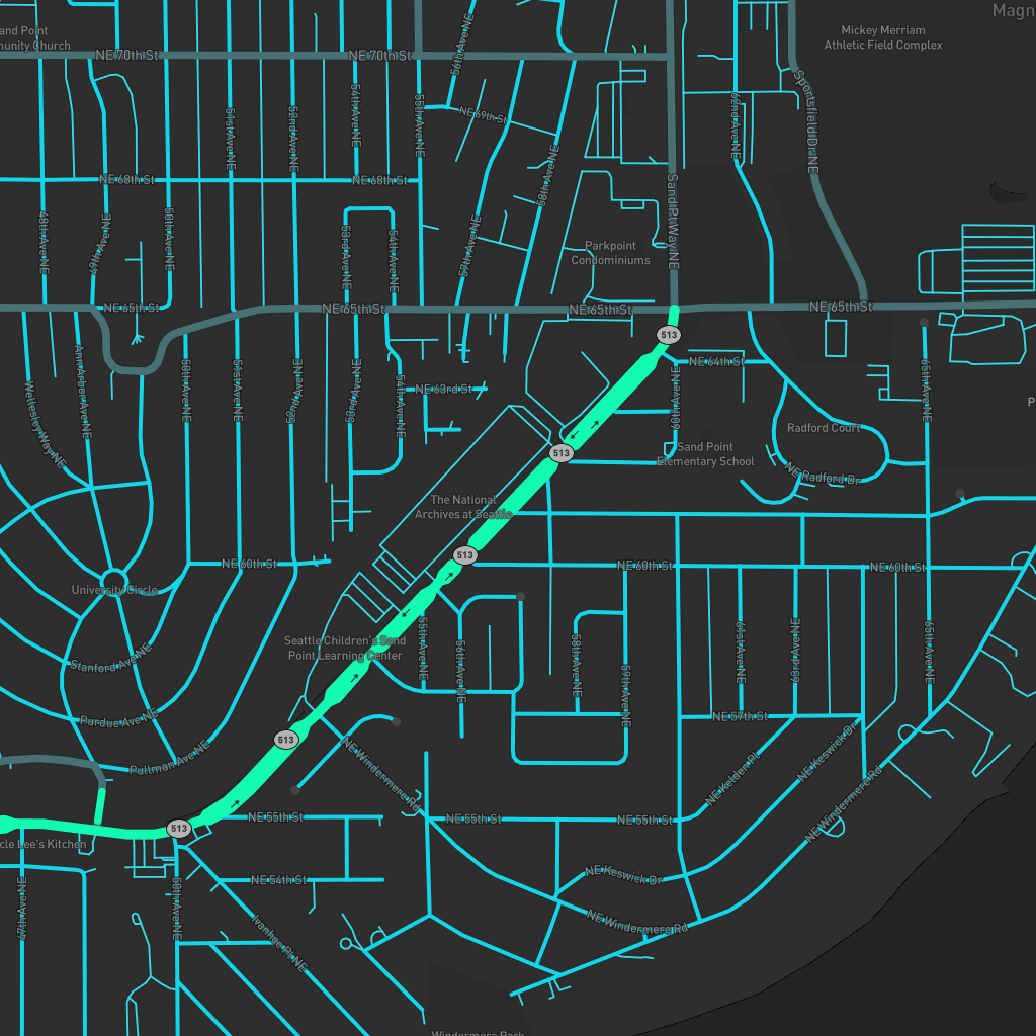 Magn
and Point
munity Church
Mickey Merriam
Athletic Field Complex
NE 70th St
NE 70th St
56th Ave NE
Sportsfield Dr NE
51st Ave NE
52nd Ave NE
54th Ave NE
55th Ave NE
NE 69th St
62nd Ave NE
NE 68th St
NE 68th St
58th Ave NE
Sand Pt Way NE
48th Ave NE
49th Ave NE
50th Ave NE
53rd Ave NE
54th Ave NE
57th Ave NE
Parkpoint
Condominiums
NE 65th St
NE 65th St
NE 65th St
NE 65th St
513
Wellesley Way NE
Ann Arbor Ave NE
50th Ave NE
51st Ave NE
52nd Ave NE
53rd Ave NE
54th Ave NE
NE 63rd St
NE 64th St
60th Ave NE
65th Ave NE
P
Radford Court
513
Sand Point
Elementary School
NE Radford Dr
The National
Archives at Seattle
513
NE 60th St
NE 60th St
NE 60th St
University Circle
Seattle Children's Sand
Point Learning Center
55th Ave NE
56th Ave NE
58th Ave NE
59th Ave NE
61st Ave NE
63rd Ave NE
65th Ave NE
Stanford Ave NE
Purdue Ave NE
Pullman Ave NE
513
NE 57th St
NE Windermere Rd
NE Kelden Pl
NE Keswick Dr
NE Windermere Rd
513
NE 55th St
NE 55th St
NE 55th St
cle Lee's Kitchen
NE 54th St
NE Keswick Dr
47th Ave NE
50th Ave NE
Ivanhoe Pl NE
NE Windermere Rd
Windermere Park